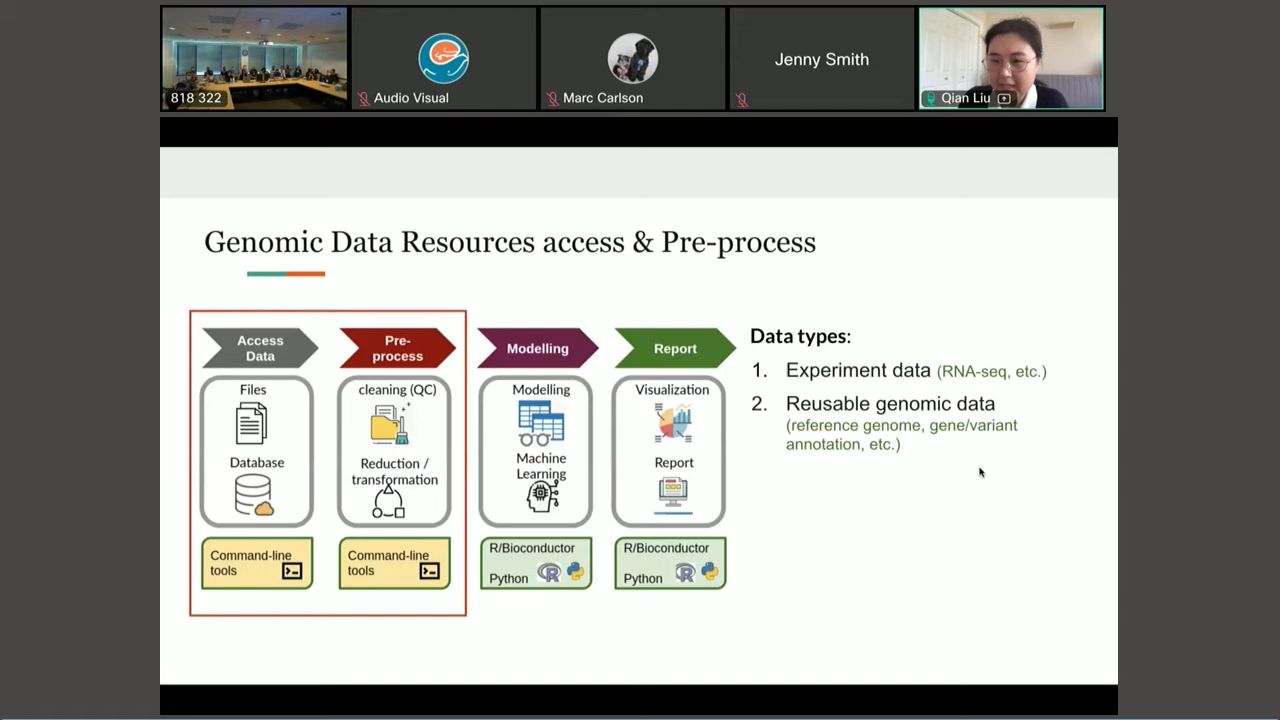 818 322
Audio Visual
Marc Carlson
Jenny Smith
Qian Liu
Genomic Data Resources access & Pre-process
Access
Data
Files
Database
Command-line
tools
Pre-
process
cleaning (QC)
Reduction /
transformation
Command-line
tools
Modelling
Modelling
Machine
Learning
R/Bioconductor
Python
R
Report
Visualization
Report
R/Bioconductor
Python
R
Data types:
1. Experiment data (RNA-seq, etc.)
2. Reusable genomic data
(reference genome, gene/variant
annotation, etc.)